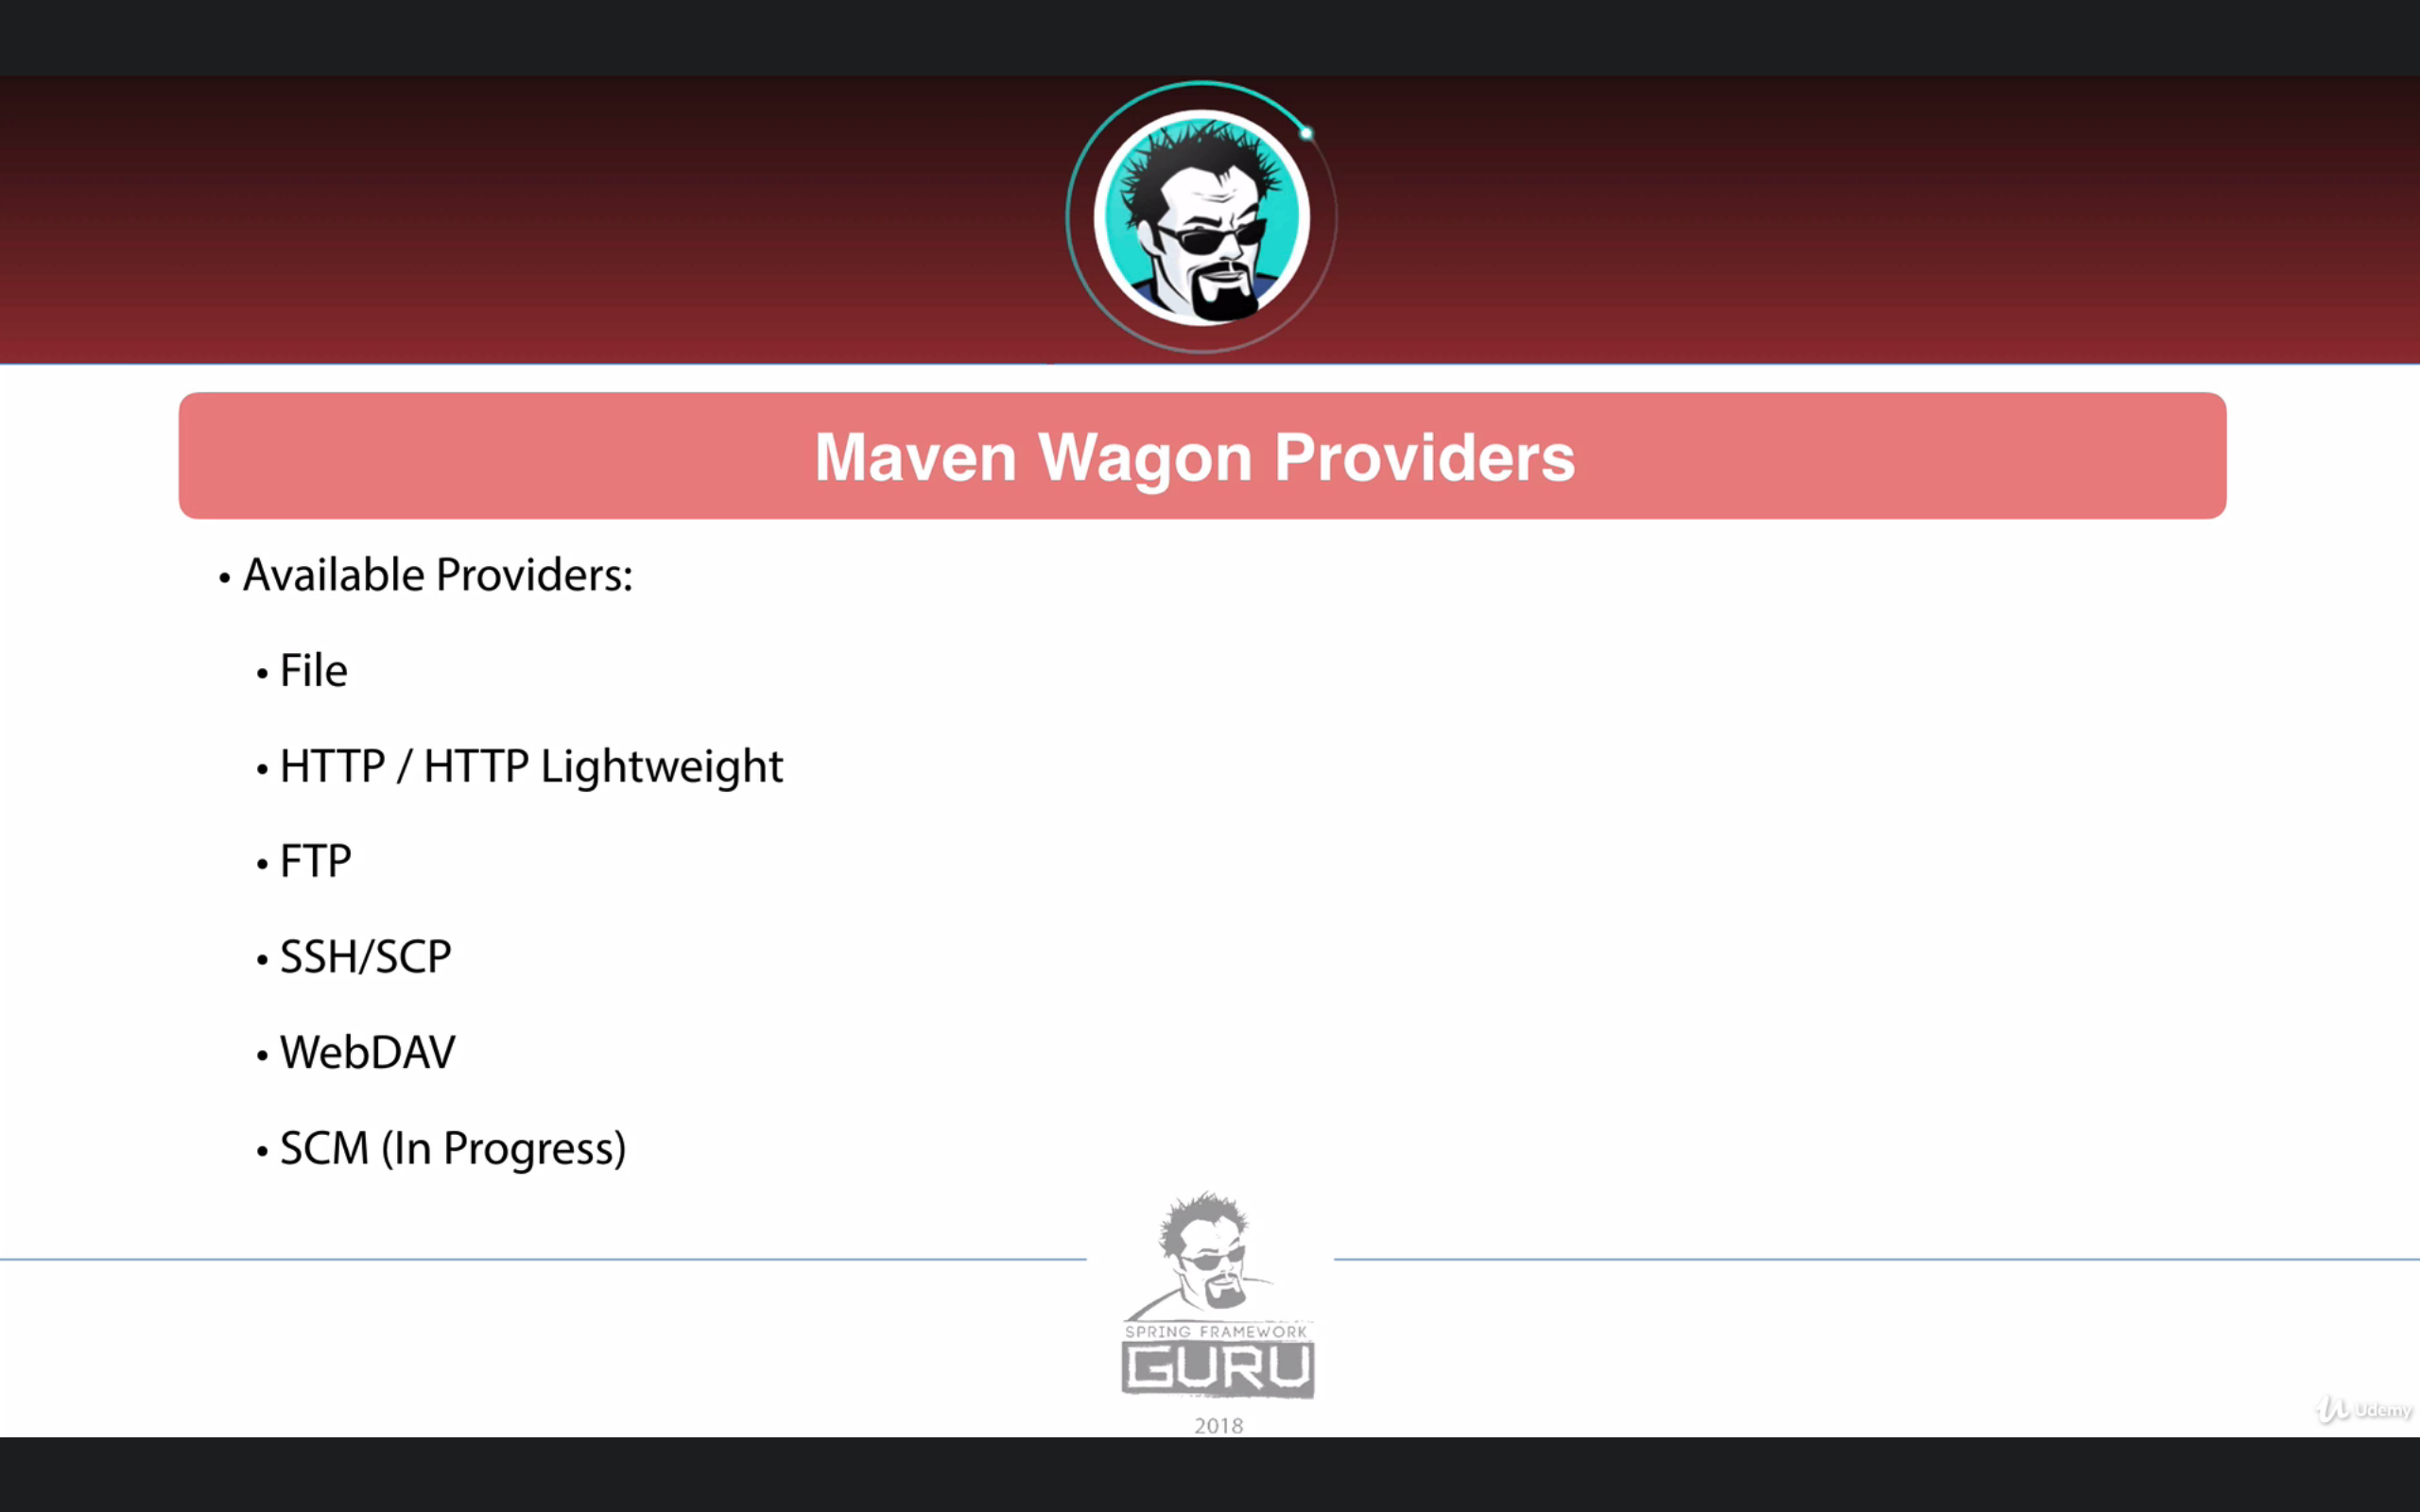 Maven Wagon Providers
• Available Providers:
• File
• HTTP / HTTP Lightweight
• FTP
• SSH/SCP
• WebDAV
• SCM (In Progress)
SPRING FRAMEWORK
GURU
2018
Udemy